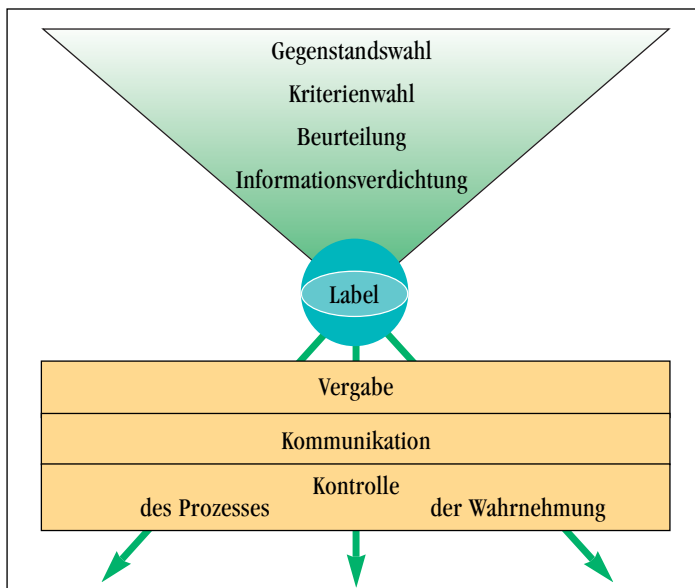 Gegenstandswahl
Kriterienwahl
Beurteilung
Informationsverdichtung
Label
Vergabe
Kommunikation
Kontrolle
des Prozesses der Wahrnehmung